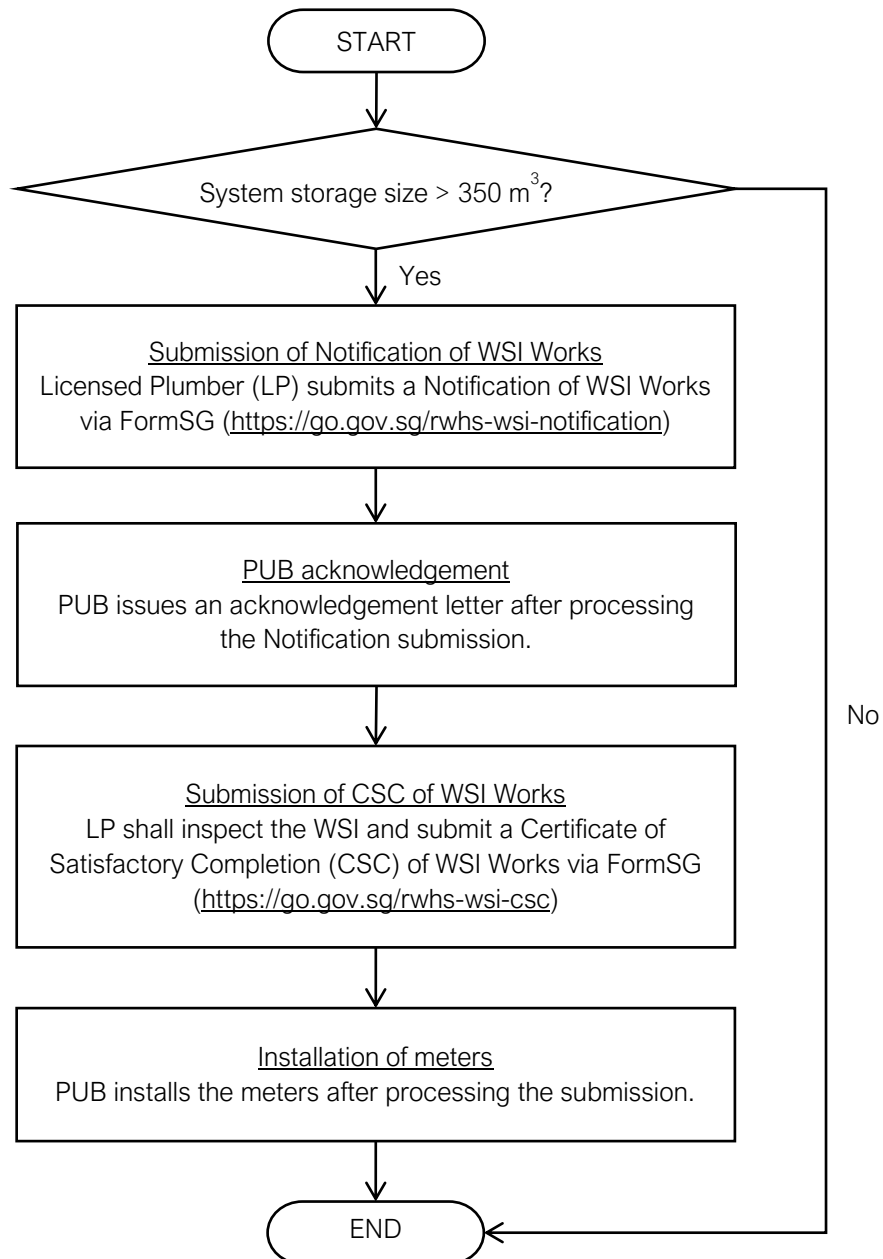 START
System storage size > 350 m³?
Yes
Submission of Notification of WSI Works
Licensed Plumber (LP) submits a Notification of WSI Works
via FormSG (https://go.gov.sg/rwhs-wsi-notification)
PUB acknowledgement
PUB issues an acknowledgement letter after processing
the Notification submission.
No
Submission of CSC of WSI Works
LP shall inspect the WSI and submit a Certificate of
Satisfactory Completion (CSC) of WSI Works via FormSG
(https://go.gov.sg/rwhs-wsi-csc)
Installation of meters
PUB installs the meters after processing the submission.
END